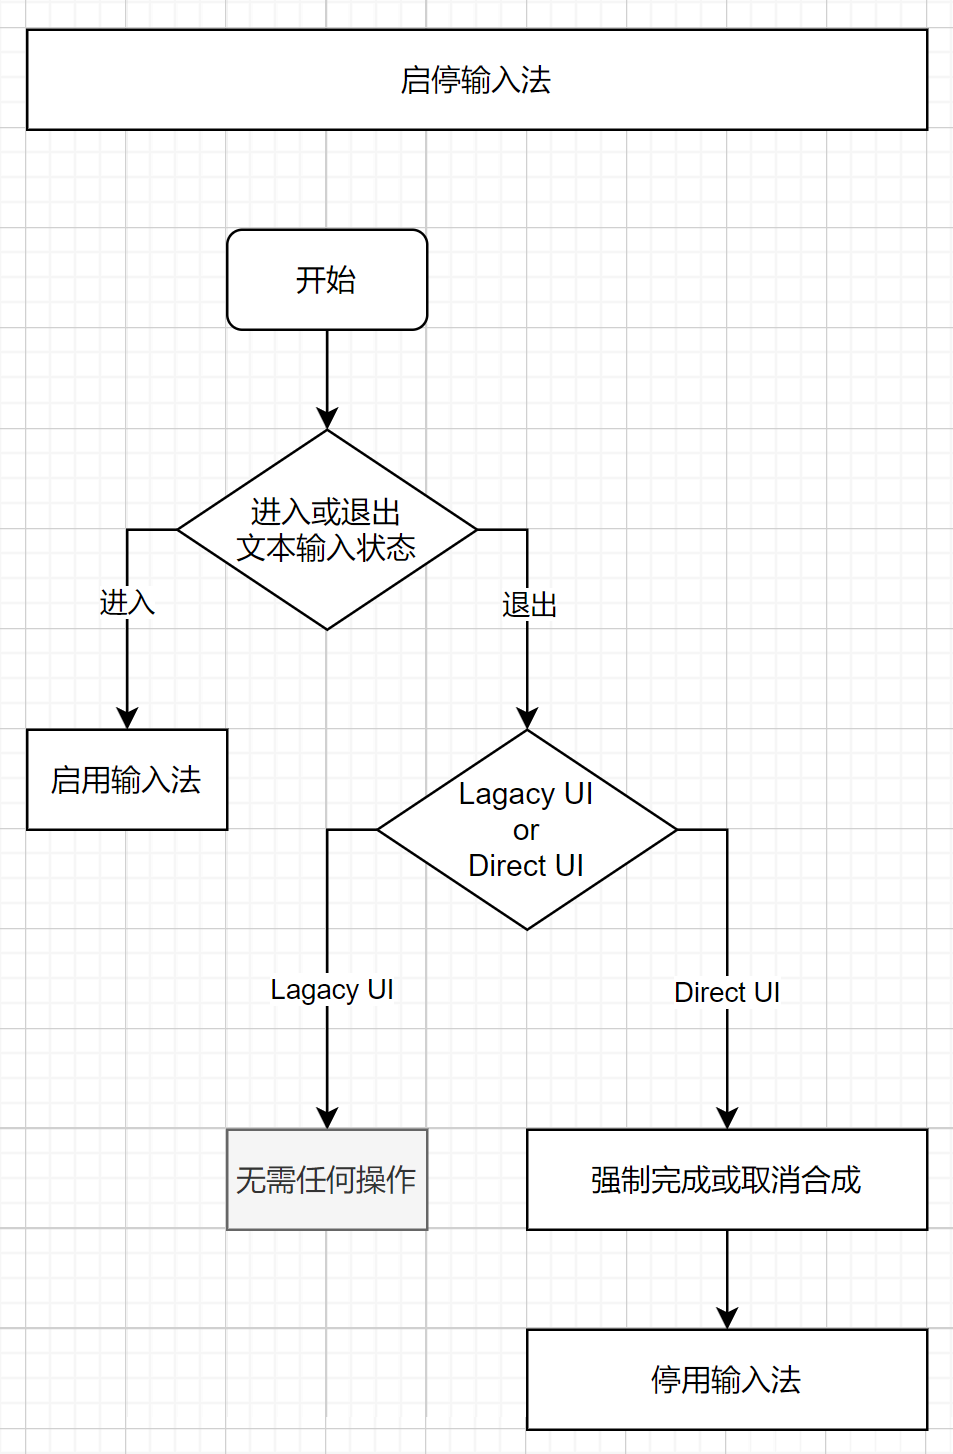 启停输入法
开始
进入或退出
文本输入状态
进入
退出
启用输入法
Lagacy UI
or
Direct UI
Lagacy UI
Direct UI
无需任何操作
强制完成或取消合成
停用输入法